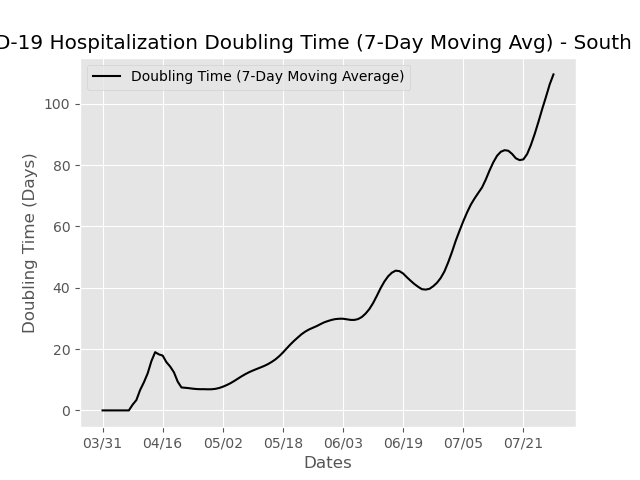 D-19 Hospitalization Doubling Time (7-Day Moving Avg) - South
Doubling Time (7-Day Moving Average)
Doubling Time (Days)
100
80
60
40
20
0
03/31 04/16 05/02 05/18 06/03 06/19 07/05 07/21
Dates